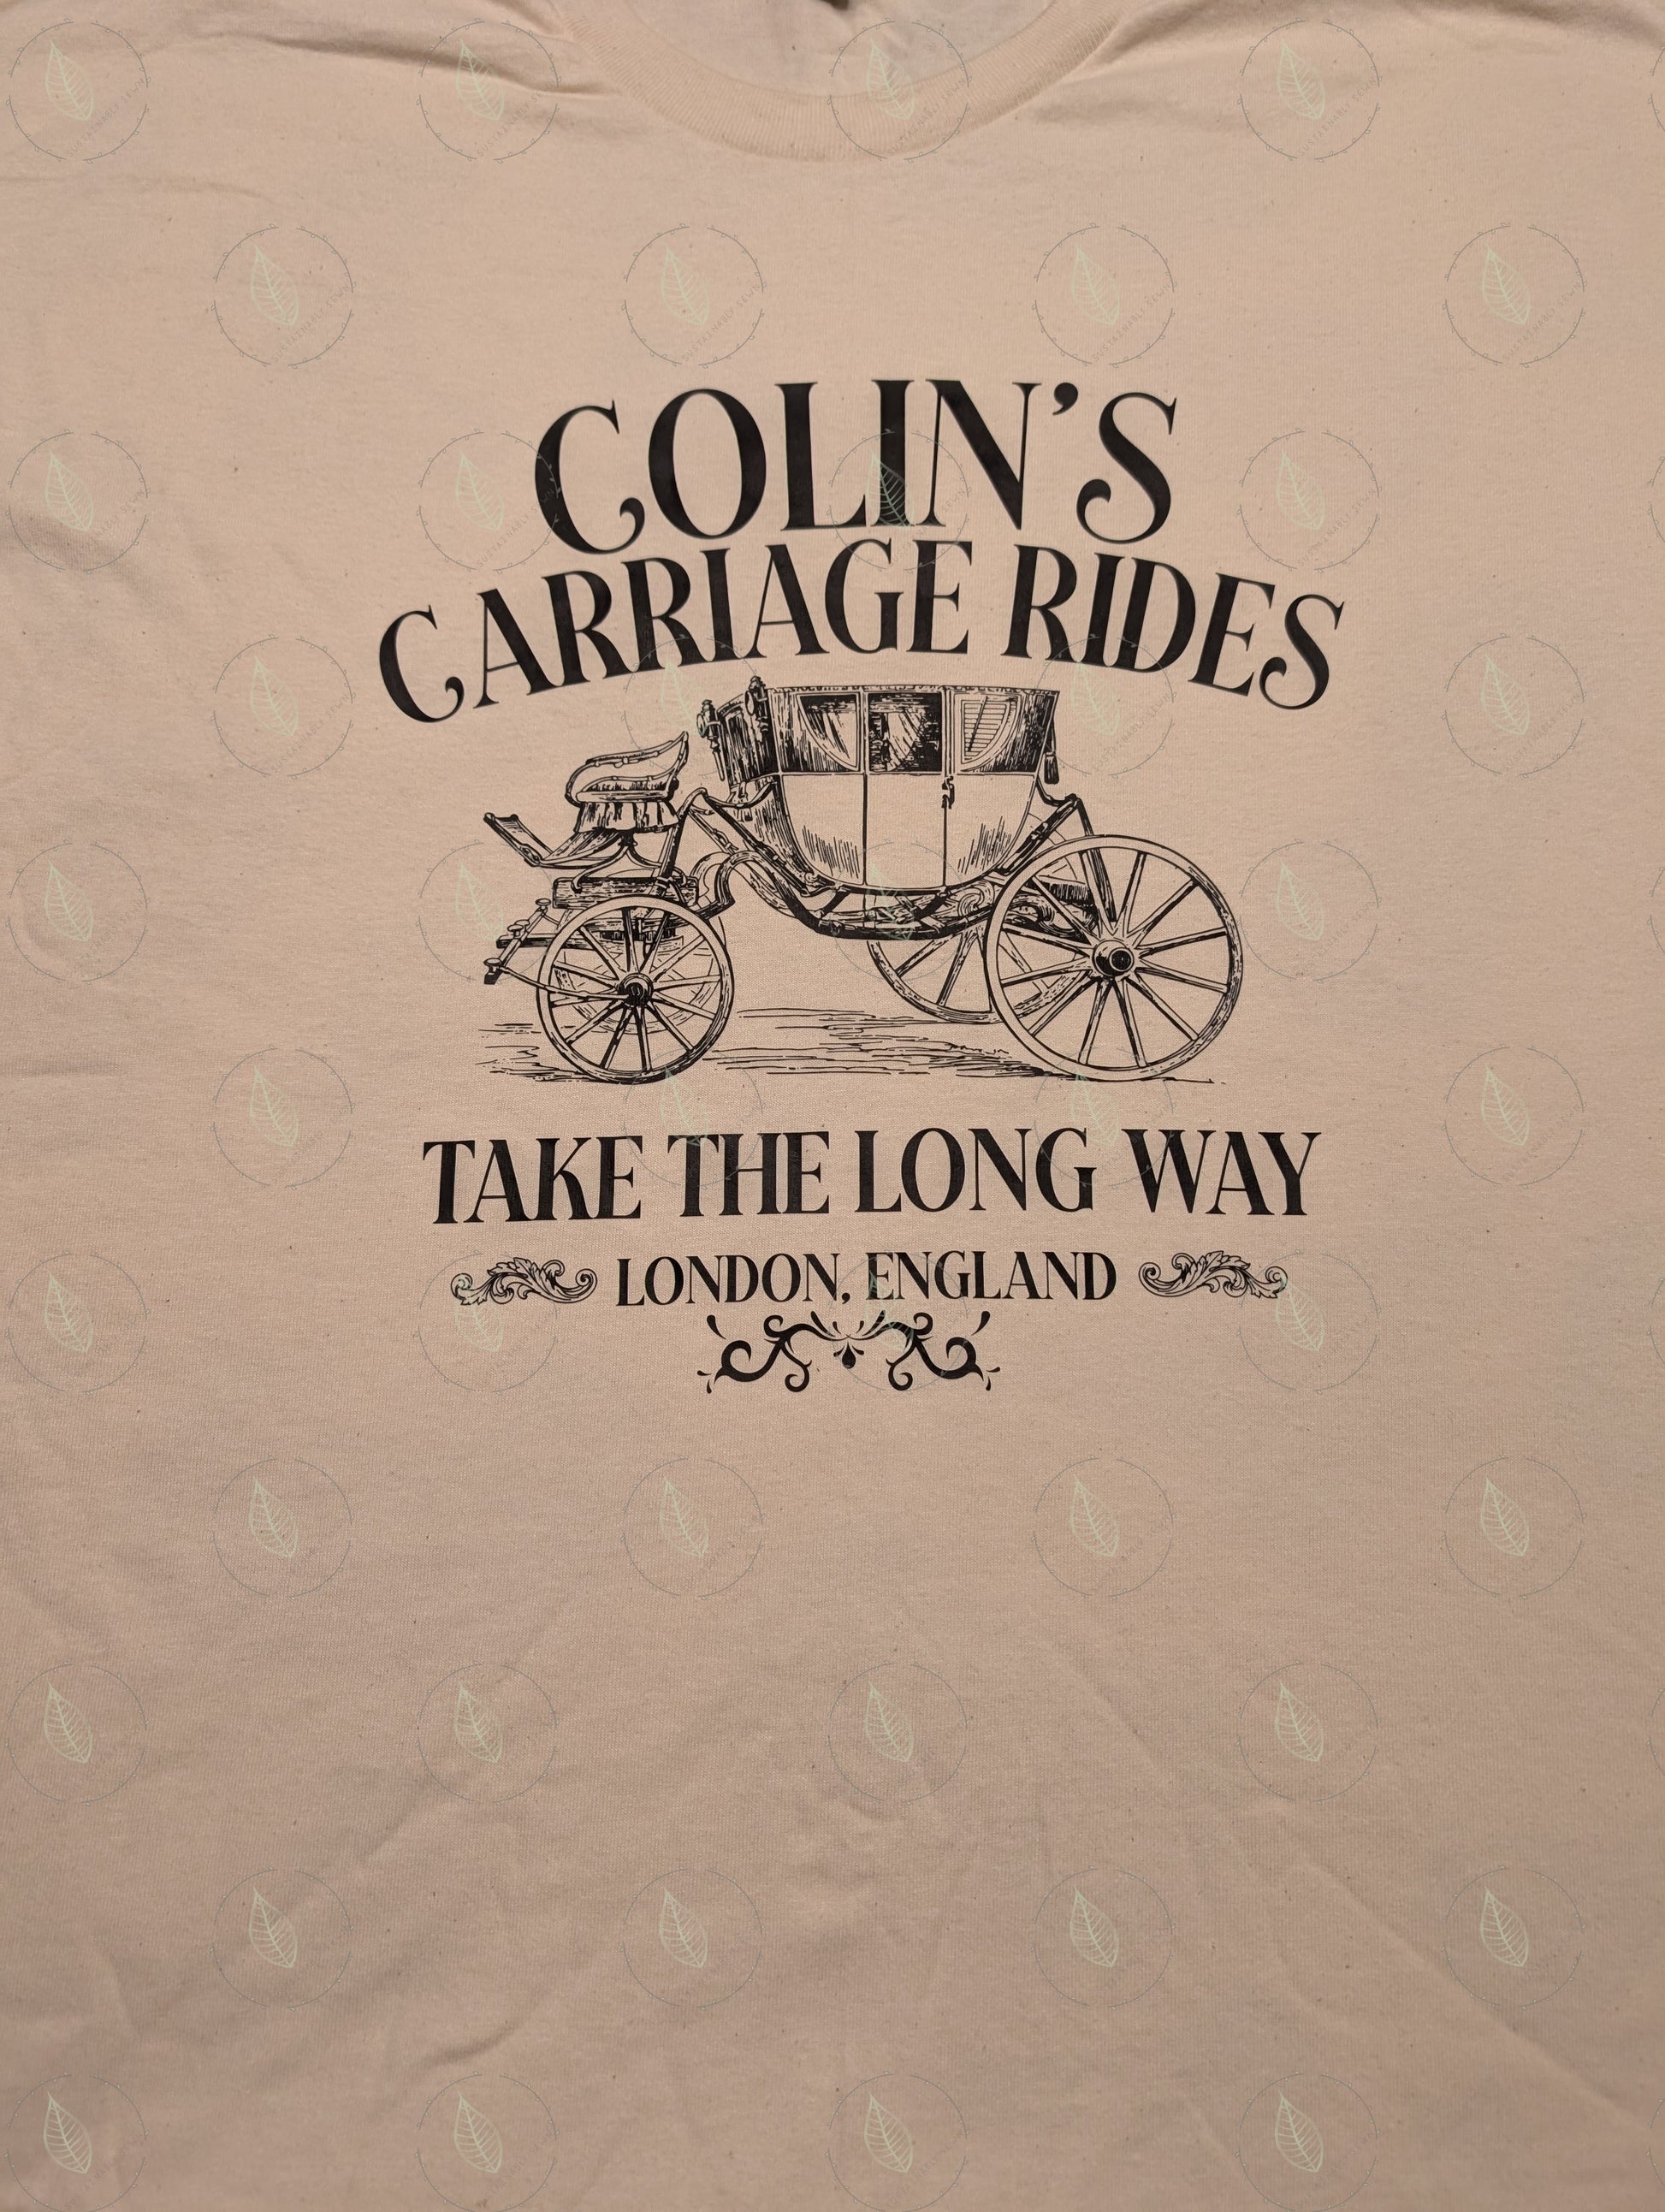 COLIN'S
CARRIAGE RIDES
TAKE THE LONG WAY
LONDON, ENGLAND